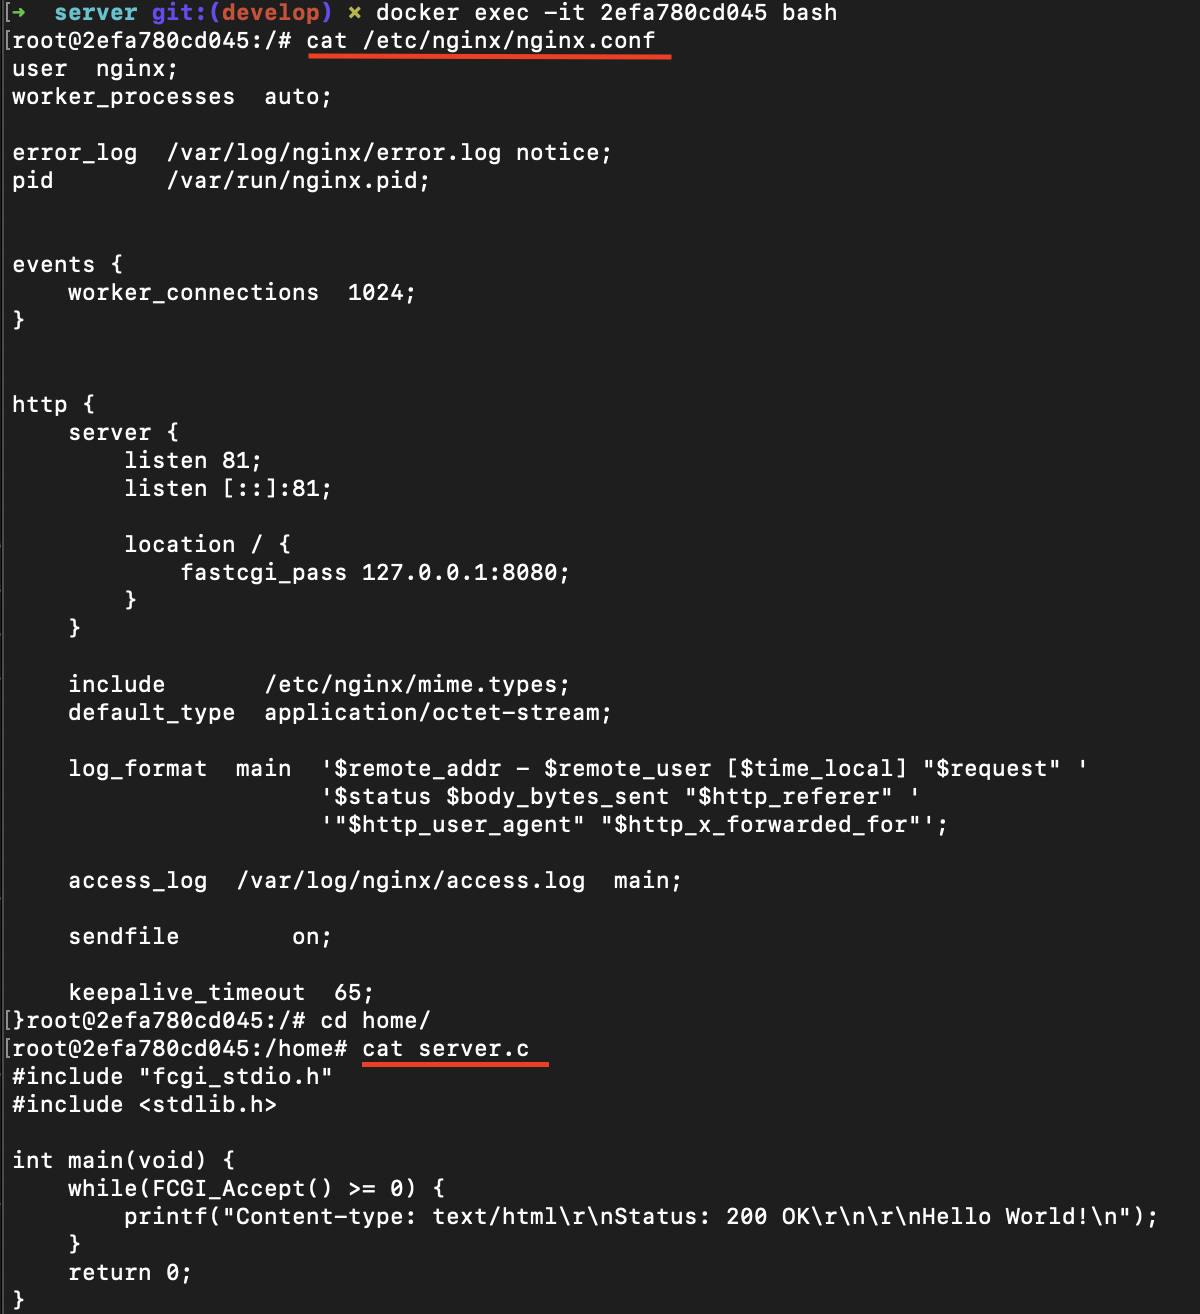 [→  server git:(develop) × docker exec -it 2efa780cd045 bash
[root@2efa780cd045:/# cat /etc/nginx/nginx.conf
user  nginx;
worker_processes  auto;

error_log  /var/log/nginx/error.log notice;
pid        /var/run/nginx.pid;


events {
    worker_connections  1024;
}


http {
    server {
        listen 81;
        listen [::]:81;

        location / {
            fastcgi_pass 127.0.0.1:8080;
        }
    }

    include       /etc/nginx/mime.types;
    default_type  application/octet-stream;

    log_format  main  '$remote_addr - $remote_user [$time_local] "$request" '
                      '$status $body_bytes_sent "$http_referer" '
                      '"$http_user_agent" "$http_x_forwarded_for"';

    access_log  /var/log/nginx/access.log  main;

    sendfile        on;

    keepalive_timeout  65;
[}root@2efa780cd045:/# cd home/
[root@2efa780cd045:/home# cat server.c
#include "fcgi_stdio.h"
#include <stdlib.h>

int main(void) {
    while(FCGI_Accept() >= 0) {
        printf("Content-type: text/html\r\nStatus: 200 OK\r\n\r\nHello World!\n");
    }
    return 0;
}